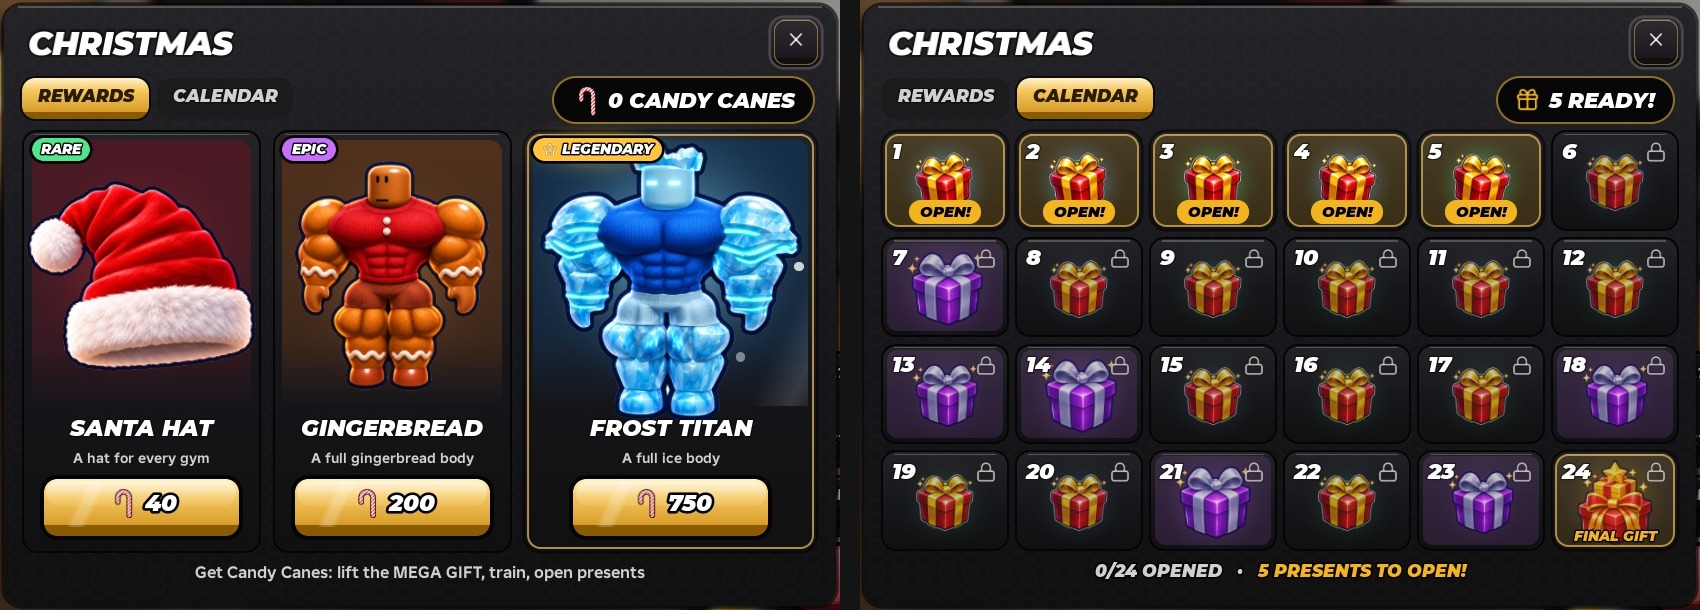 CHRISTMAS
REWARDS CALENDAR
0 CANDY CANES
RARE
SANTA HAT
A hat for every gym
40
EPIC
GINGERBREAD
A full gingerbread body
200
LEGENDARY
FROST TITAN
A full ice body
750
Get Candy Canes: lift the MEGA GIFT, train, open presents
CHRISTMAS
REWARDS CALENDAR
5 READY!
1
OPEN!
2
OPEN!
3
OPEN!
4
OPEN!
5
OPEN!
6
7
8
9
10
11
12
13
14
15
16
17
18
19
20
21
22
23
24
FINAL GIFT
0/24 OPENED • 5 PRESENTS TO OPEN!